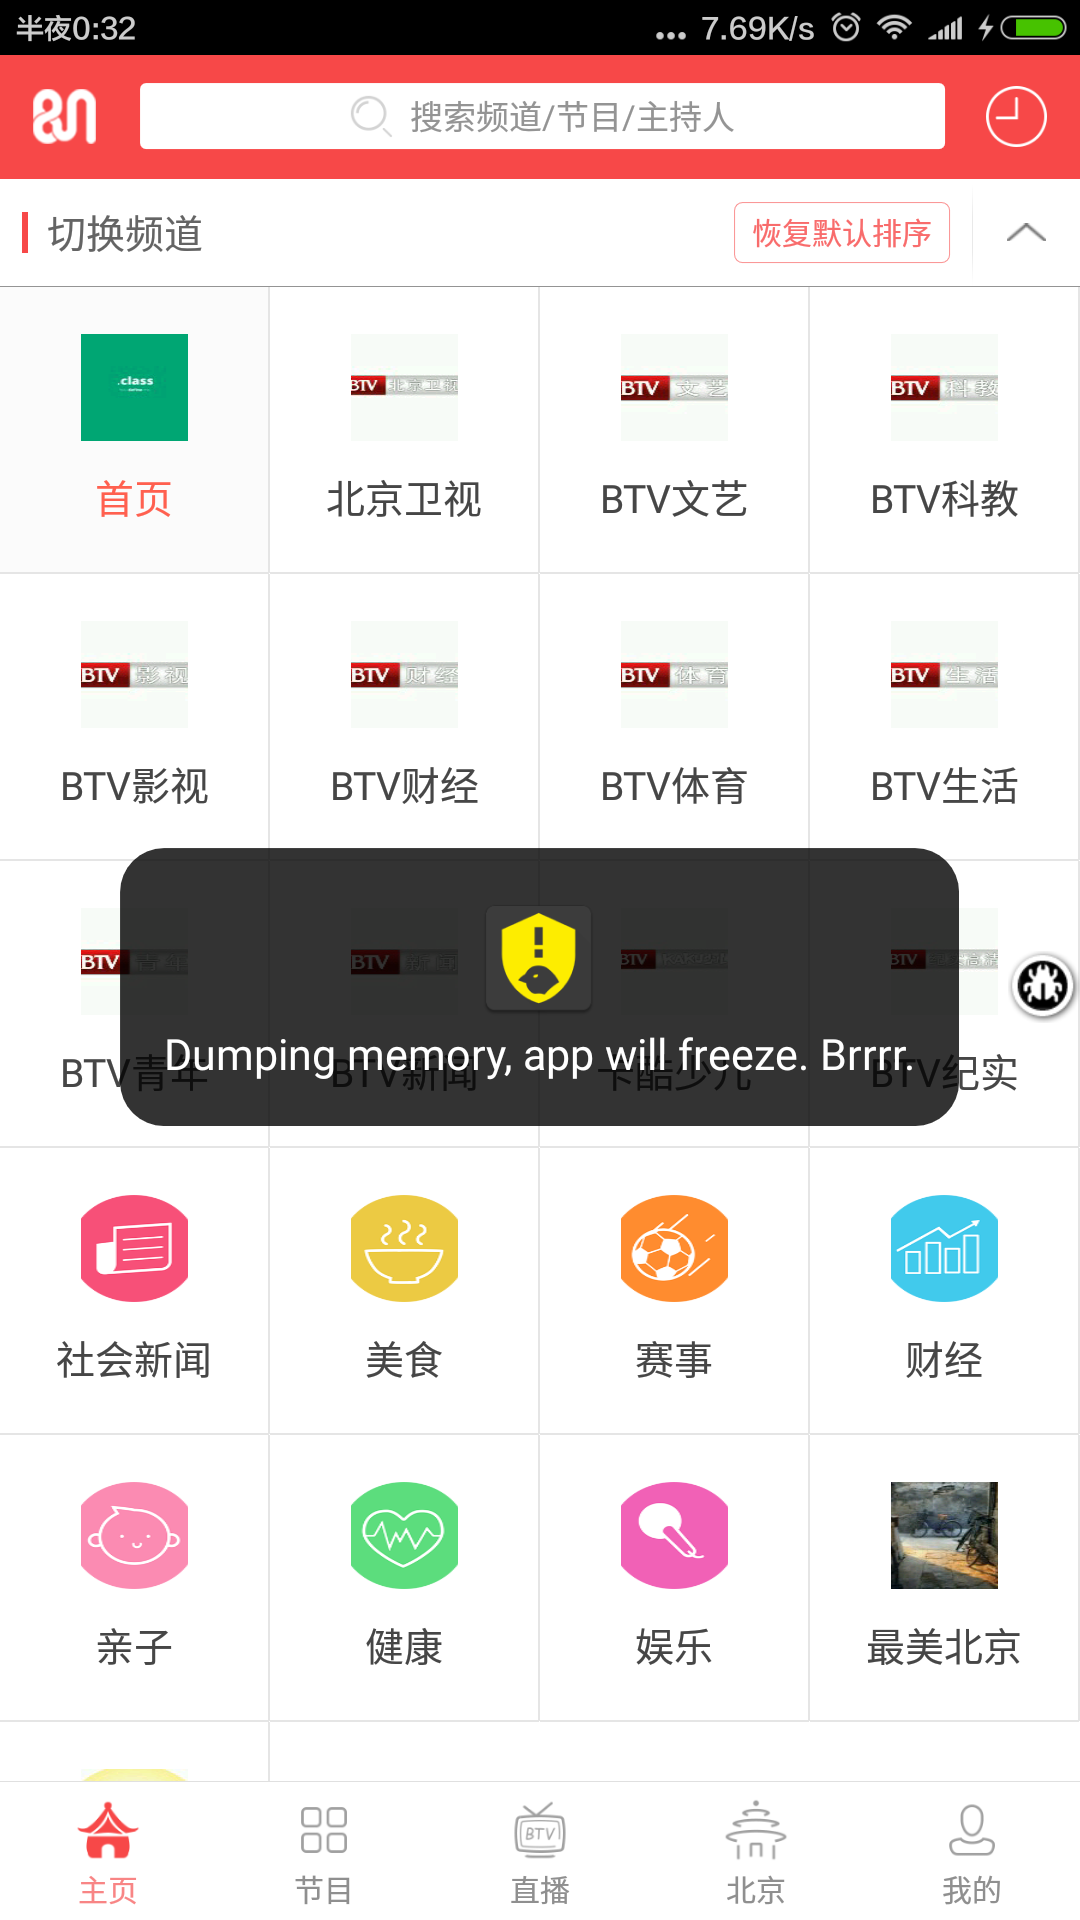 半夜0:32
... 7.69K/s
搜索频道/节目/主持人
切换频道
恢复默认排序
.class
BTV 北京卫视
BTV 文艺
BTV 科教
首页
北京卫视
BTV文艺
BTV科教
BTV 影视
BTV 财经
BTV 体育
BTV 生活
BTV影视
BTV财经
BTV体育
BTV生活
BTV 青年
BTV
BTV
BTV
Dumping memory, app will freeze. Brrrr.
BTV青年
BTV新闻
卡酷少儿
BTV纪实
社会新闻
美食
赛事
财经
亲子
健康
娱乐
最美北京
BTV
主页
节目
直播
北京
我的